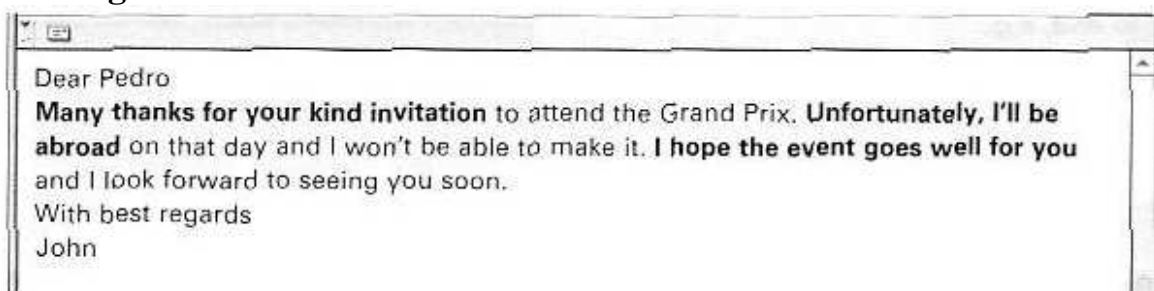 Dear Pedro
Many thanks for your kind invitation to attend the Grand Prix. Unfortunately, I'll be
abroad on that day and I won't be able to make it. I hope the event goes well for you
and I look forward to seeing you soon.
With best regards
John